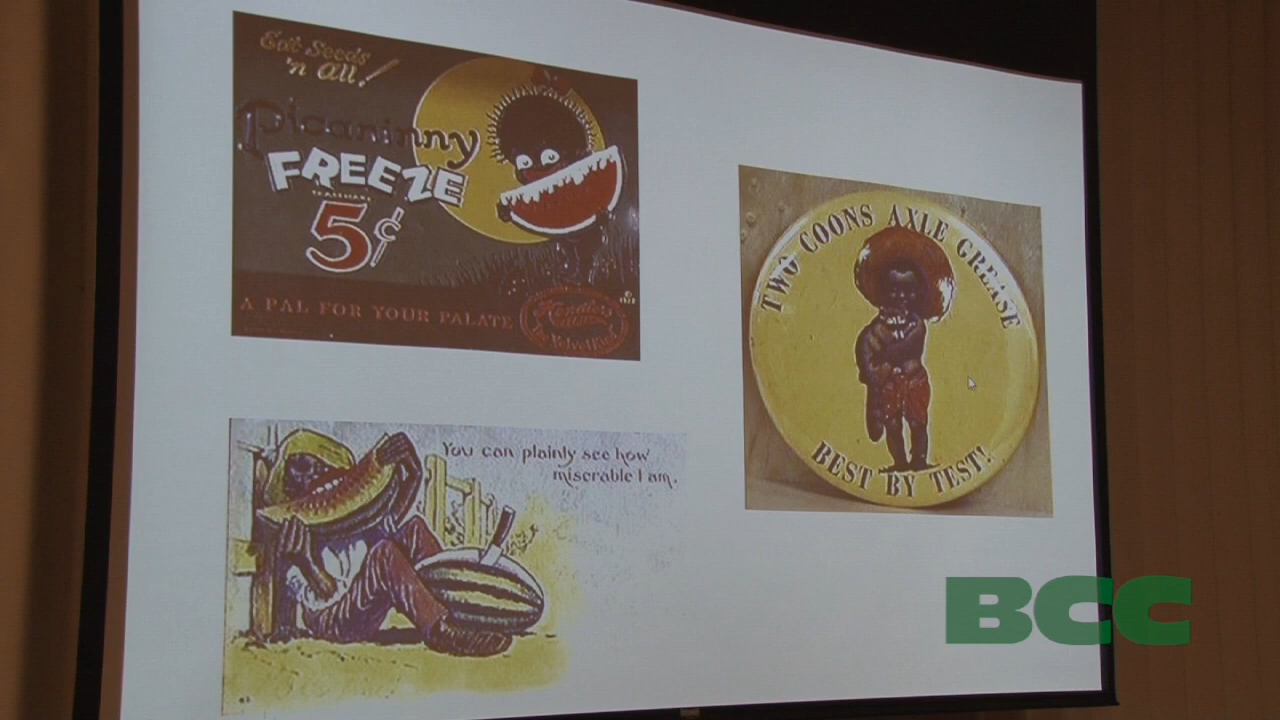 Eat Seeds
'n all!
Picaninny
FREEZE
5¢
A PAL FOR YOUR PALATE
TWO COONS AXLE GREASE
BEST BY TEST!
You can plainly see how
miserable I am.
BCC